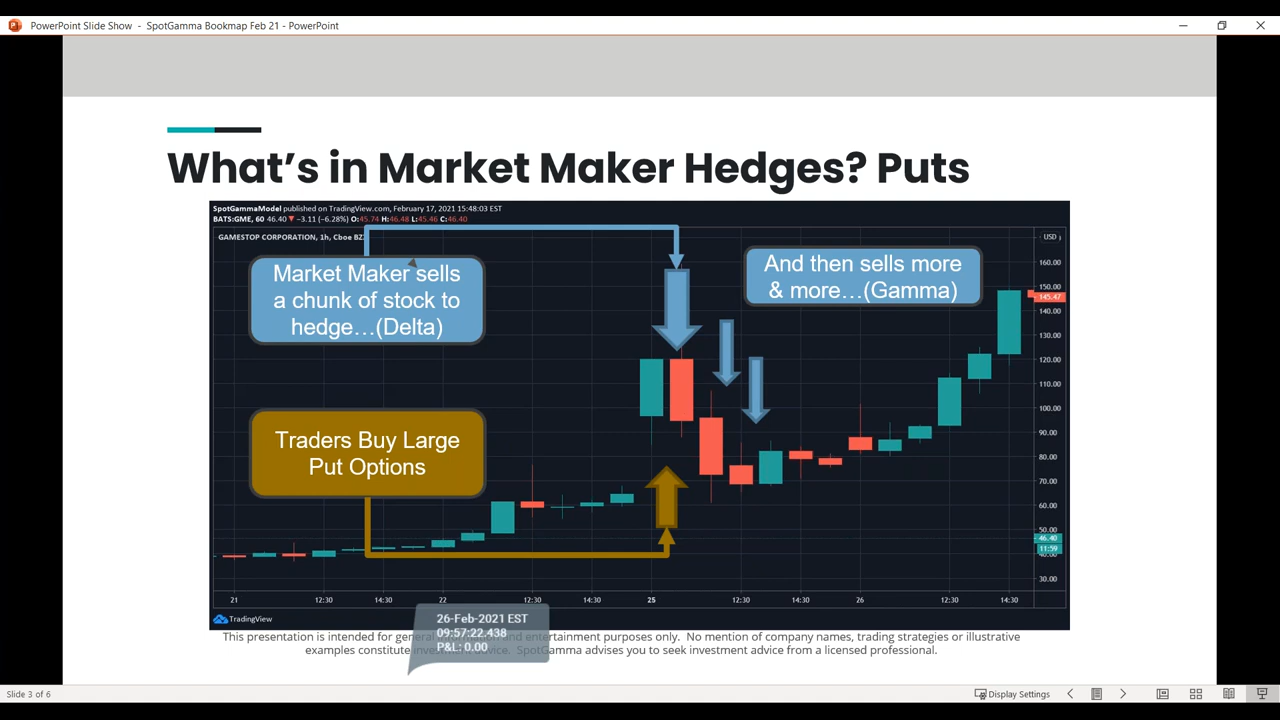 PowerPoint Slide Show - SpotGamma Bookmap Feb 21 - PowerPoint
What's in Market Maker Hedges? Puts
SpotGammaModel published on TradingView.com, February 17, 2021 15:48:03 EST
BATS:GME, 60 46.40 ▼ −3.11 (−6.28%) O:45.74 H:46.48 L:45.46 C:46.40
GAMESTOP CORPORATION, 1h, Cboe BZ
USD
Market Maker sells
a chunk of stock to
hedge…(Delta)
And then sells more
& more…(Gamma)
Traders Buy Large
Put Options
160.00
150.00
145.47
140.00
130.00
120.00
110.00
100.00
90.00
80.00
70.00
60.00
50.00
46.40
11:59
40.00
30.00
21 12:30 14:30 22 12:30 14:30 25 12:30 14:30 26 12:30 14:30
TradingView
26-Feb-2021 EST
09:57:22.438
P&L: 0.00
This presentation is intended for general and entertainment purposes only. No mention of company names, trading strategies or illustrative
examples constitute advice. SpotGamma advises you to seek investment advice from a licensed professional.
Slide 3 of 6
Display Settings